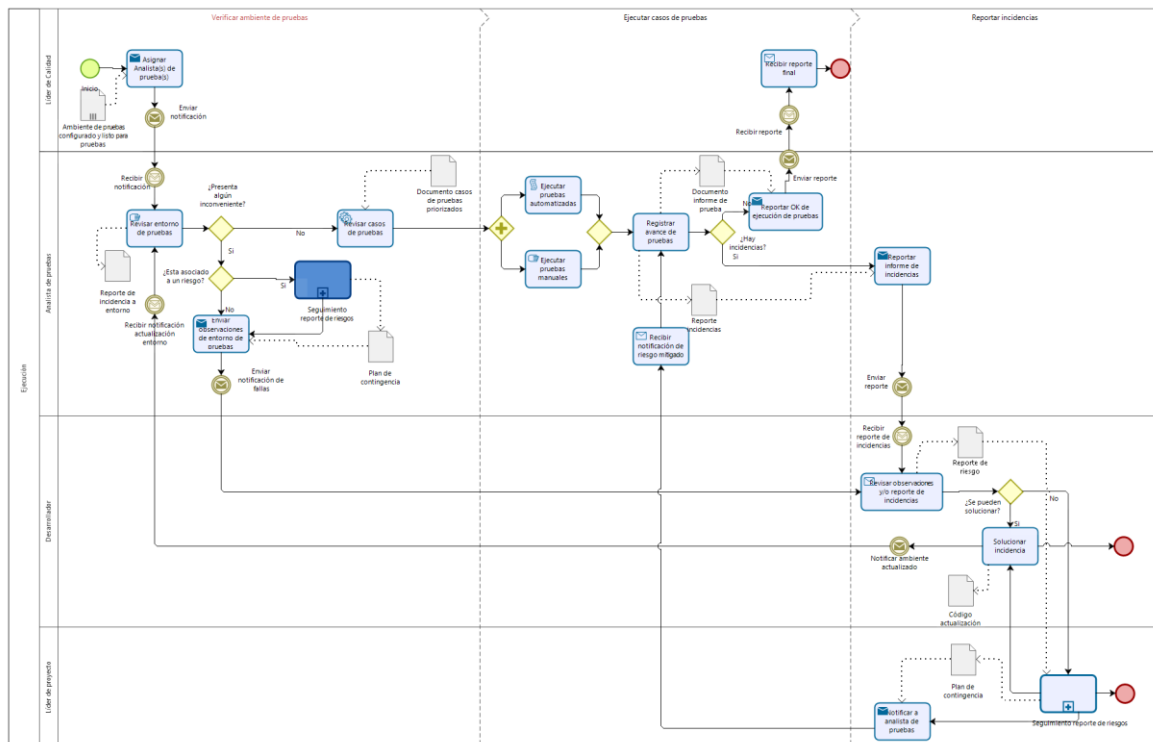 Verificar ambiente de pruebas
Ejecutar casos de pruebas
Reportar incidencias
Ejecución
Líder de Calidad
Inicio
Asignar
Analista(s) de
prueba(s)
Ambiente de pruebas
configurado y listo para
pruebas
Enviar
notificación
Recibir reporte
final
Recibir reporte
Enviar reporte
Analista de pruebas
Recibir
notificación
Revisar entorno
de pruebas
Reporte de
incidencia a
entorno
Recibir notificación
actualización
entorno
¿Presenta
algún
inconveniente?
No
Si
¿Esta asociado
a un riesgo?
Si
No
Seguimiento
reporte de riesgos
Enviar
observaciones
de entorno de
pruebas
Plan de
contingencia
Enviar
notificación de
fallas
Revisar casos
de pruebas
Documento casos
de pruebas
priorizados
Ejecutar
pruebas
automatizadas
Ejecutar
pruebas
manuales
Registrar
avance de
pruebas
Documento
informe de
prueba
¿Hay
incidencias?
No
Si
Reportar OK de
ejecución de pruebas
Reporte
incidencias
Recibir
notificación de
riesgo mitigado
Reportar
informe de
incidencias
Enviar
reporte
Desarrollador
Recibir
reporte de
incidencias
Revisar observaciones
y/o reporte de
incidencias
Reporte de
riesgo
¿Se pueden
solucionar?
No
Si
Solucionar
incidencia
Notificar ambiente
actualizado
Código
actualización
Líder de proyecto
Plan de
contingencia
Notificar a
analista de
pruebas
Seguimiento reporte de riesgos